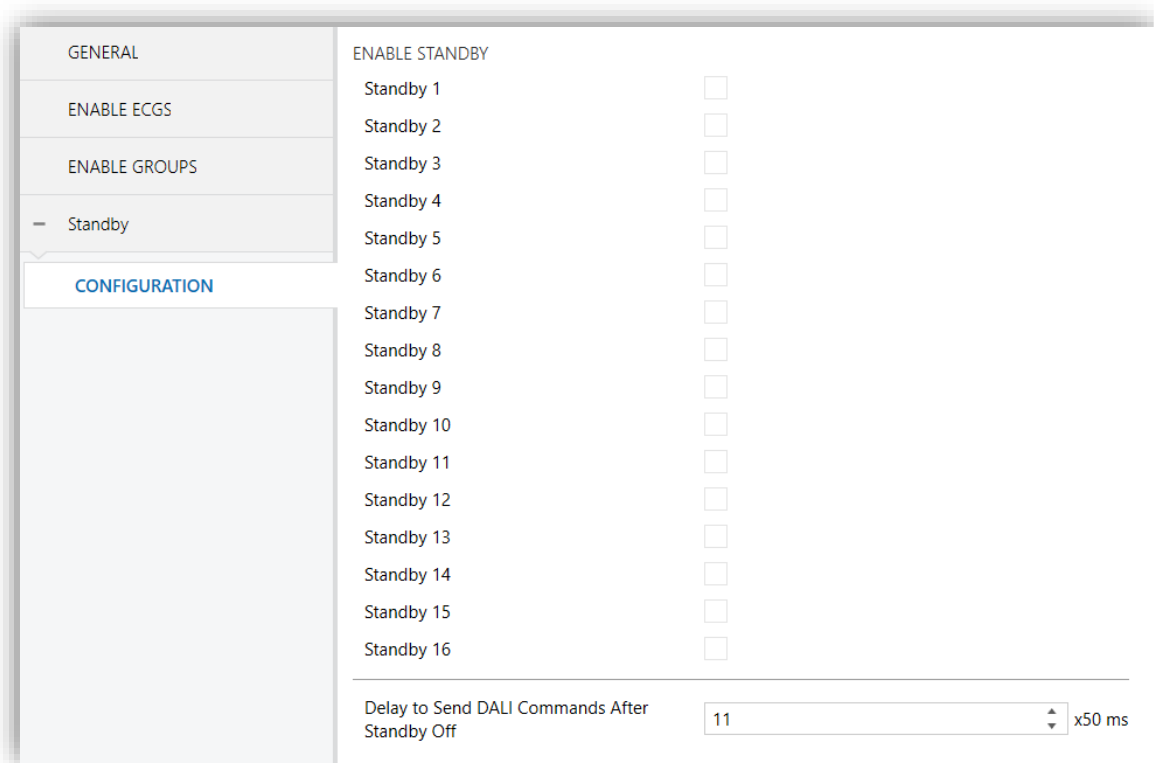 GENERAL
ENABLE ECGS
ENABLE GROUPS
Standby
CONFIGURATION
ENABLE STANDBY
Standby 1
Standby 2
Standby 3
Standby 4
Standby 5
Standby 6
Standby 7
Standby 8
Standby 9
Standby 10
Standby 11
Standby 12
Standby 13
Standby 14
Standby 15
Standby 16
Delay to Send DALI Commands After
Standby Off
11
x50 ms